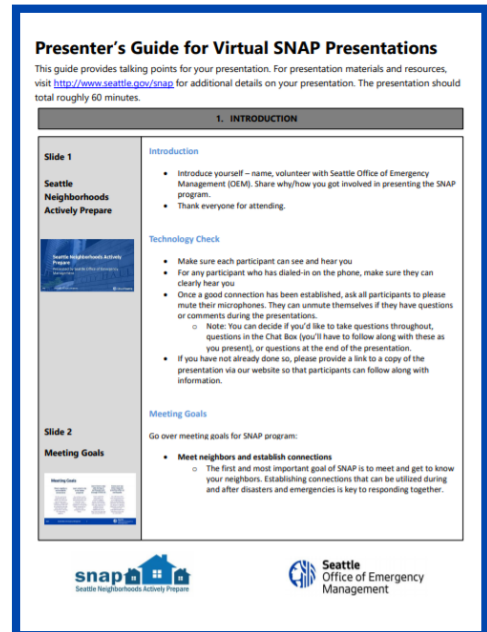 Presenter's Guide for Virtual SNAP Presentations
This guide provides talking points for your presentation. For presentation materials and resources,
visit http://www.seattle.gov/snap for additional details on your presentation. The presentation should
total roughly 60 minutes.
1. INTRODUCTION
Slide 1
Seattle
Neighborhoods
Actively Prepare
Seattle Neighborhoods Actively
Prepare
Introduction
• Introduce yourself – name, volunteer with Seattle Office of Emergency
Management (OEM). Share why/how you got involved in presenting the SNAP
program.
• Thank everyone for attending.
Technology Check
• Make sure each participant can see and hear you
• For any participant who has dialed-in on the phone, make sure they can
clearly hear you
• Once a good connection has been established, ask all participants to please
mute their microphones. They can unmute themselves if they have questions
or comments during the presentations.
o Note: You can decide if you'd like to take questions throughout,
questions in the Chat Box (you'll have to follow along with these as
you present), or questions at the end of the presentation.
• If you have not already done so, please provide a link to a copy of the
presentation via our website so that participants can follow along with
information.
Slide 2
Meeting Goals
Meeting Goals
Meeting Goals
Go over meeting goals for SNAP program:
• Meet neighbors and establish connections
o The first and most important goal of SNAP is to meet and get to know
your neighbors. Establishing connections that can be utilized during
and after disasters and emergencies is key to responding together.
snap
Seattle Neighborhoods Actively Prepare
Seattle
Office of Emergency
Management